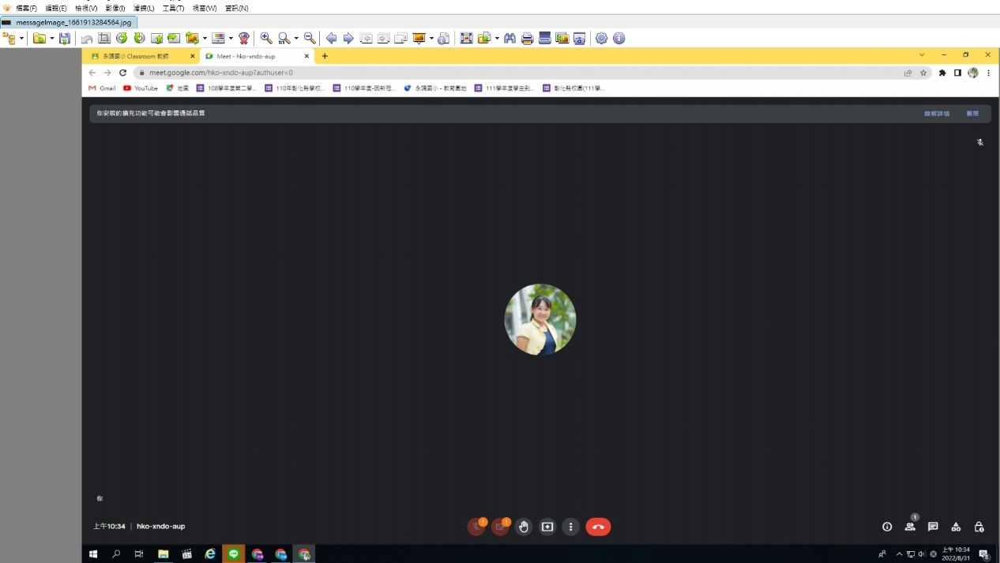 檔案(F) 編輯(E) 檢視(V) 影像(I) 濾鏡(L) 工具(T) 視窗(W) 資訊(N)
messageImage_1661913284564.jpg
永靖國小 Classroom 教師 Meet - hko-xndo-aup
meet.google.com/hko-xndo-aup?authuser=0
Gmail YouTube 地圖 108學年度第二學... 110年彰化縣學校... 110學年度-因新冠... 永靖國小 - 教育園地 111學年度學生到... 彰化縣校園(111學...
你安裝的擴充功能可能會影響通話品質 瞭解詳情 關閉
你
上午10:34 | hko-xndo-aup
1
上午 10:34
2022/8/31
8